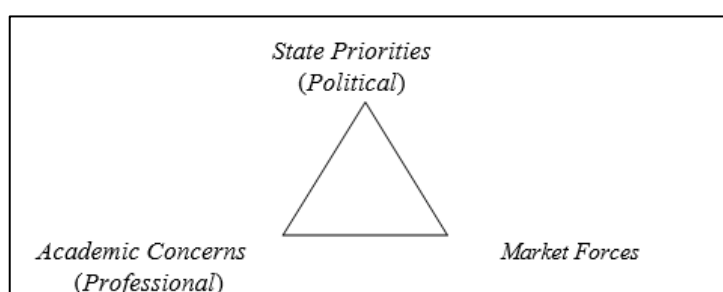 State Priorities
(Political)
Academic Concerns
(Professional)
Market Forces